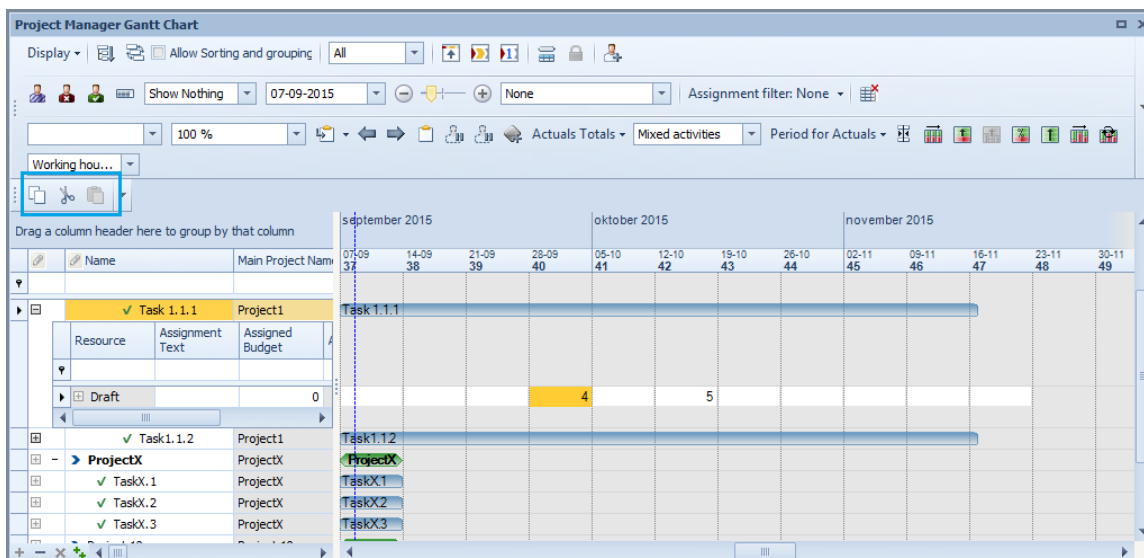 Project Manager Gantt Chart
Display Allow Sorting and grouping All
Show Nothing 07-09-2015 None Assignment filter: None
100 % Actuals Totals Mixed activities Period for Actuals
Working hou...
september 2015 oktober 2015 november 2015
Drag a column header here to group by that column
Name Main Project Name 07-09 14-09 21-09 28-09 05-10 12-10 19-10 26-10 02-11 09-11 16-11 23-11 30-11
37 38 39 40 41 42 43 44 45 46 47 48 49
Task 1.1.1 Project1 Task 1.1.1
Resource Assignment Text Assigned Budget
Draft 0 4 5
Task1.1.2 Project1 Task1.1.2
ProjectX ProjectX ProjectX
TaskX.1 ProjectX TaskX.1
TaskX.2 ProjectX TaskX.2
TaskX.3 ProjectX TaskX.3